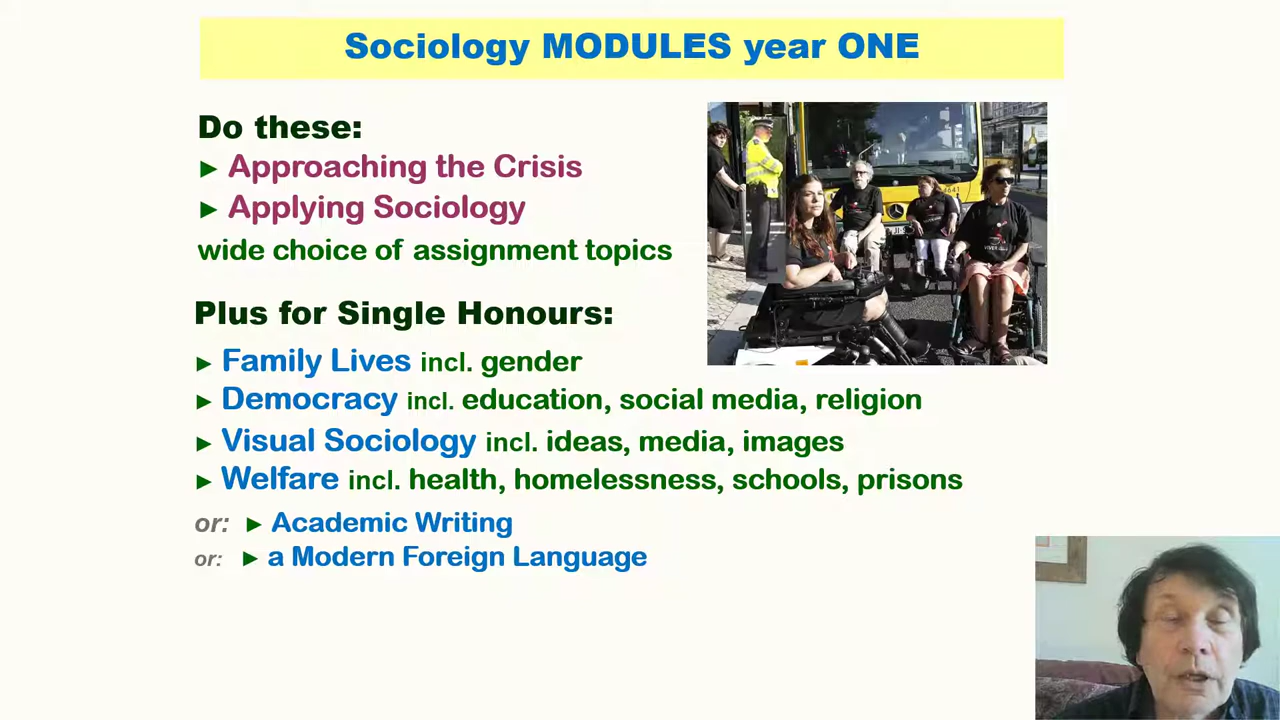 Sociology MODULES year ONE
Do these:
► Approaching the Crisis
► Applying Sociology
wide choice of assignment topics
Plus for Single Honours:
► Family Lives incl. gender
► Democracy incl. education, social media, religion
► Visual Sociology incl. ideas, media, images
► Welfare incl. health, homelessness, schools, prisons
or: ► Academic Writing
or: ► a Modern Foreign Language